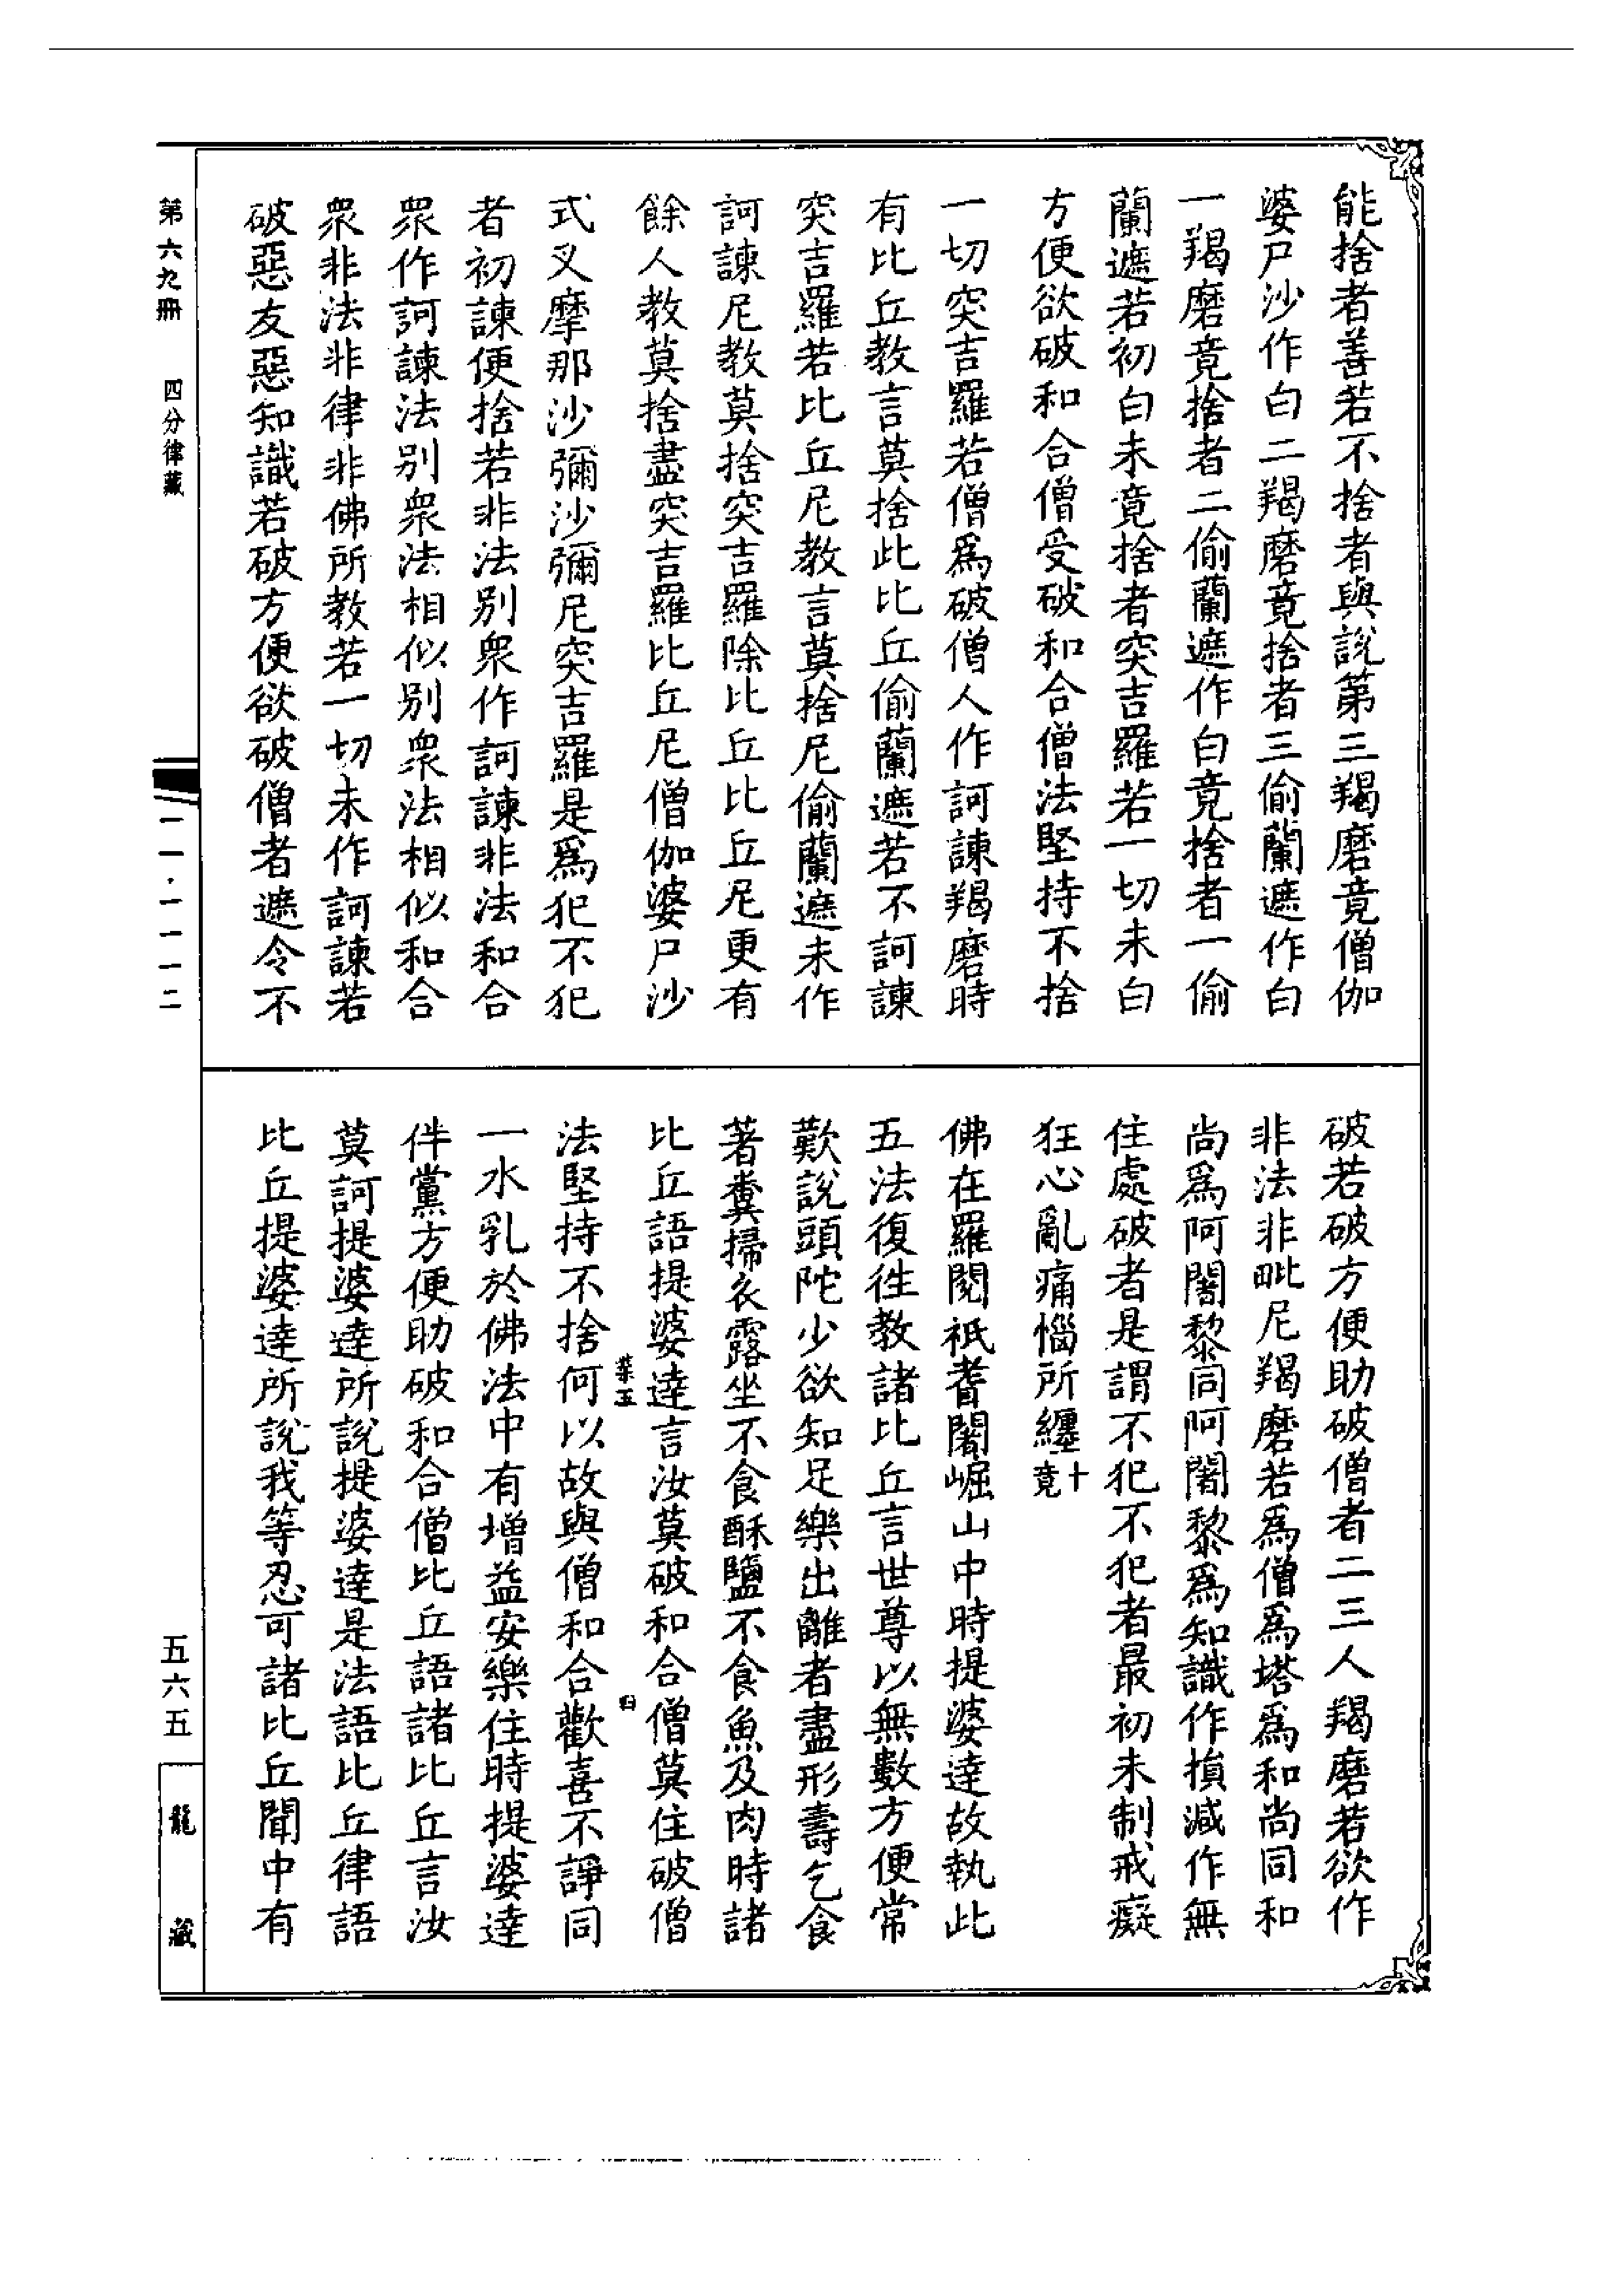 能捨者善若不捨者與說第三羯磨竟僧伽
婆尸沙作白二羯磨竟捨者三偷蘭遮作白
一羯磨竟捨者二偷蘭遮作白竟捨者一偷
蘭遮若初白未竟捨者突吉羅若一切未白
方便欲破和合僧受破和合僧法堅持不捨
一切突吉羅若僧爲破僧人作訶諫羯磨時
有比丘教言莫捨此比丘偷蘭遮若不訶諫
突吉羅若比丘尼教言莫捨尼偷蘭遮未作
訶諫尼教莫捨突吉羅除比丘比丘尼更有
餘人教莫捨盡突吉羅比丘尼僧伽婆尸沙
式叉摩那沙彌沙彌尼突吉羅是爲犯不犯
者初諫便捨若非法別衆作訶諫非法和合
衆作訶諫法別衆法相似別衆法相似和合
衆非法非律非佛所教若一切未作訶諫若
破惡友惡知識若破方便欲破僧者遮令不
破若破方便助破僧者二三人羯磨若欲作
非法非毗尼羯磨若爲僧爲塔爲和尚同和
尚爲阿闍黎同阿闍黎爲知識作損減作無
住處破者是謂不犯不犯者最初未制戒癡
狂心亂痛惱所纏十竟
佛在羅閱祇耆闍崛山中時提婆達故執此
五法復往教諸比丘言世尊以無數方便常
歎說頭陀少欲知足樂出離者盡形壽乞食
著糞掃衣露坐不食酥鹽不食魚及肉時諸
比丘語提婆達言汝莫破和合僧莫住破僧
法堅持不捨何以故與僧和合歡喜不諍同
一水乳於佛法中有增益安樂住時提婆達
伴黨方便助破和合僧比丘語諸比丘言汝
莫訶提婆達所說提婆達是法語比丘律語
比丘提婆達所說我等忍可諸比丘聞中有
第六九冊
四分律藏
一一·一一一二
五六五
龍藏